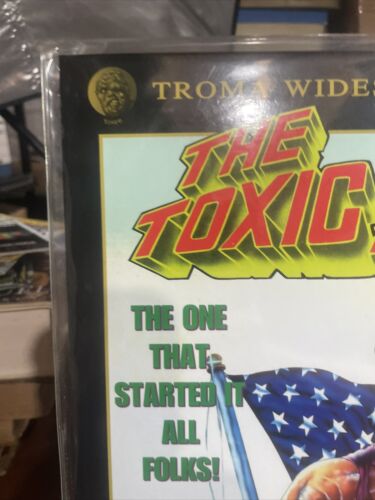 TROMA WIDES
THE
TOXIC
THE ONE
THAT
STARTED IT
ALL
FOLKS!